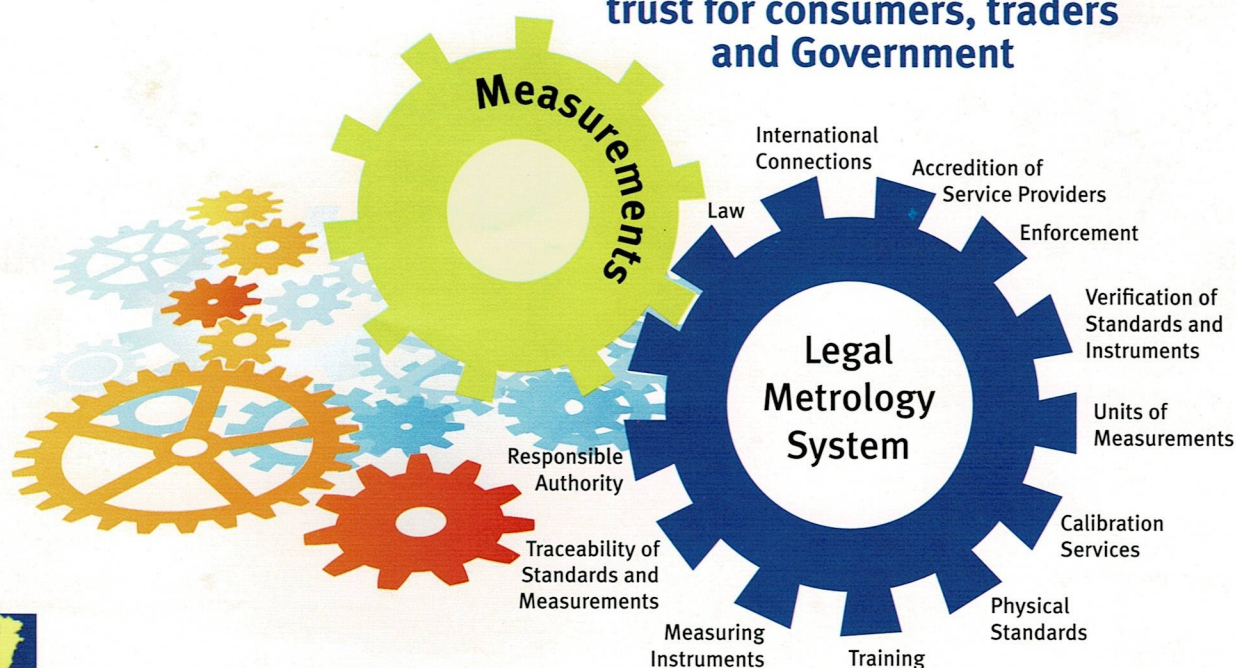 trust for consumers, traders
and Government
Measurements
International
Connections
Accredition of
Service Providers
Law
Enforcement
Verification of
Standards and
Instruments
Legal
Metrology
System
Units of
Measurements
Responsible
Authority
Calibration
Services
Traceability of
Standards and
Measurements
Physical
Standards
Measuring
Instruments
Training